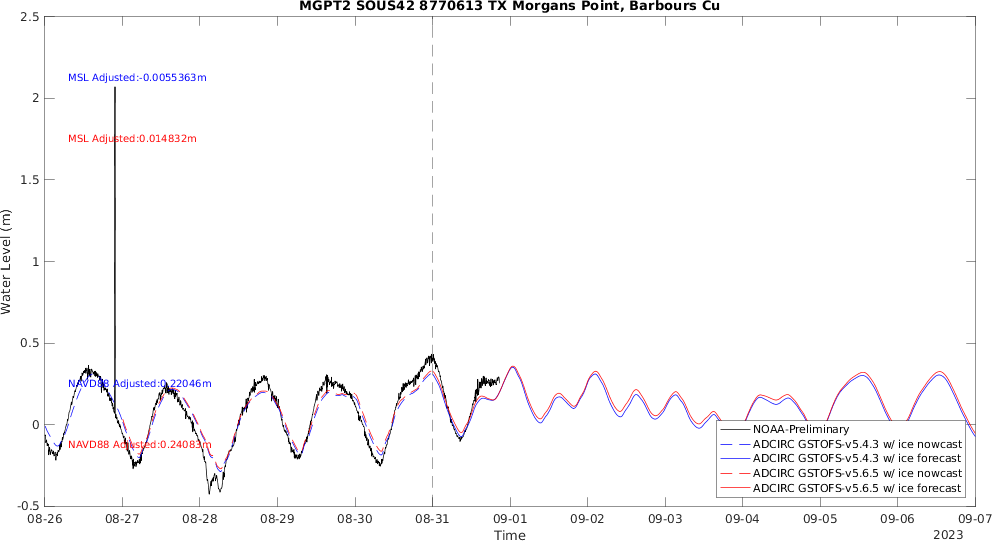 MGPT2 SOUS42 8770613 TX Morgans Point, Barbours Cu
2.5
2
1.5
1
0.5
0
-0.5
Water Level (m)
MSL Adjusted:-0.0055363m
MSL Adjusted:0.014832m
NAVD88 Adjusted:0.22046m
NAVD88 Adjusted:0.24083m
NOAA-Preliminary
ADCIRC GSTOFS-v5.4.3 w/ ice nowcast
ADCIRC GSTOFS-v5.4.3 w/ ice forecast
ADCIRC GSTOFS-v5.6.5 w/ ice nowcast
ADCIRC GSTOFS-v5.6.5 w/ ice forecast
08-26 08-27 08-28 08-29 08-30 08-31 09-01 09-02 09-03 09-04 09-05 09-06 09-07
Time
2023